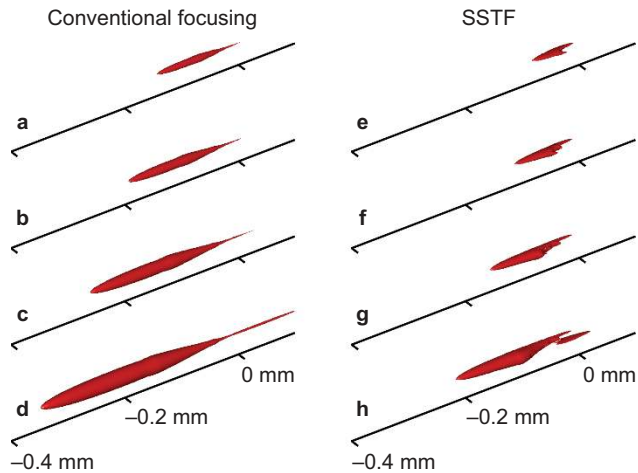 Conventional focusing
SSTF
a
e
b
f
c
g
0 mm
0 mm
d
–0.2 mm
h
–0.2 mm
–0.4 mm
–0.4 mm